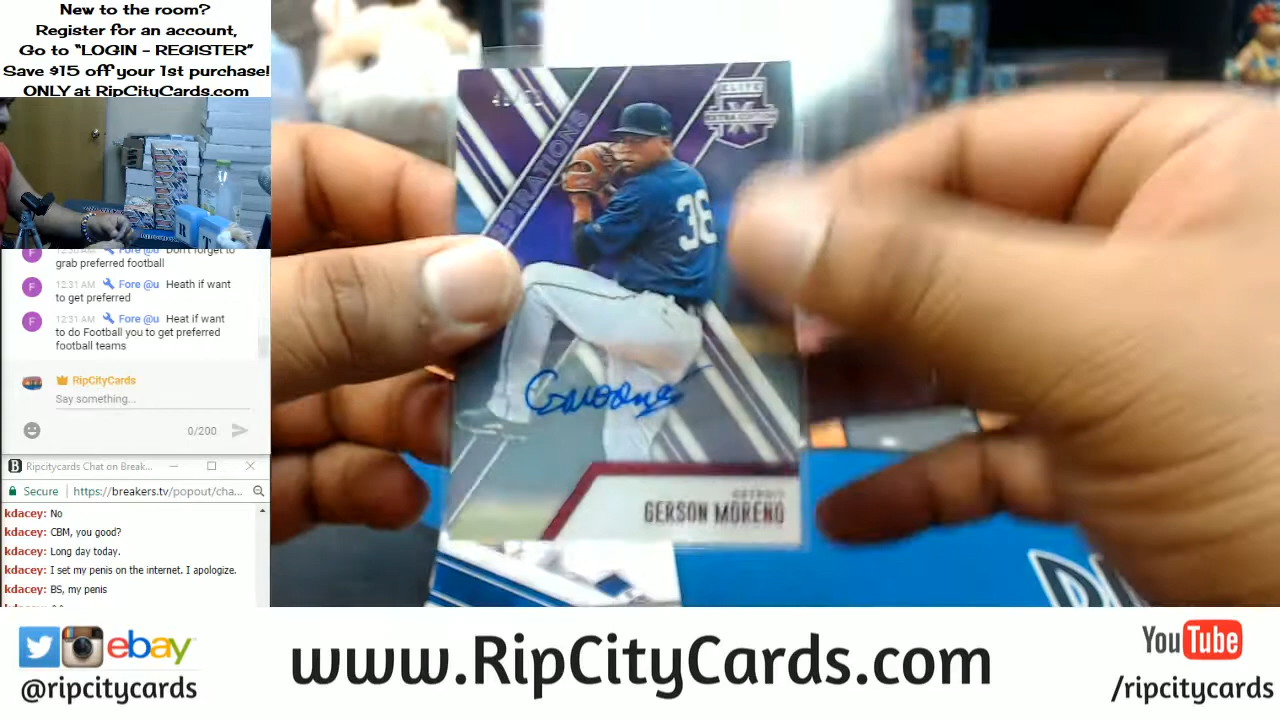 New to the room?
Register for an account,
Go to “LOGIN - REGISTER”
Save $15 off your 1st purchase!
ONLY at RipCityCards.com
Fore @u Don't forget to
grab preferred football
F 12:31 AM Fore @u Heath if want
to get preferred
F 12:31 AM Fore @u Heat if want
to do Football you to get preferred
football teams
RipCityCards
Say something...
0/200
Ripcitycards Chat on Break...
Secure https://breakers.tv/popout/cha...
kdacey: No
kdacey: CBM, you good?
kdacey: Long day today.
kdacey: I set my penis on the internet. I apologize.
kdacey: BS, my penis
ELITE
EXTRA EDITION
36
DETROIT
GERSON MORENO
ebay
@ripcitycards
www.RipCityCards.com
YouTube
/ripcitycards